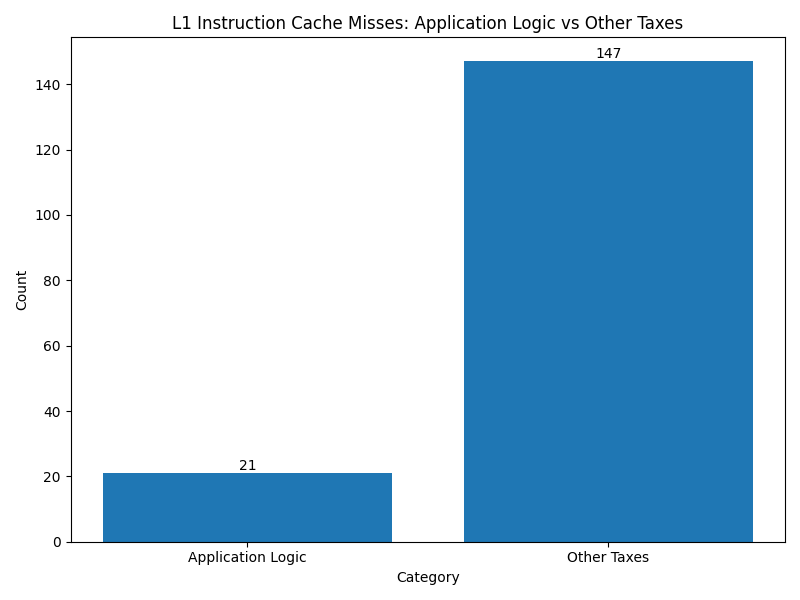 L1 Instruction Cache Misses: Application Logic vs Other Taxes
147
140
120
100
80
60
40
21
20
0
Count
Application Logic
Other Taxes
Category